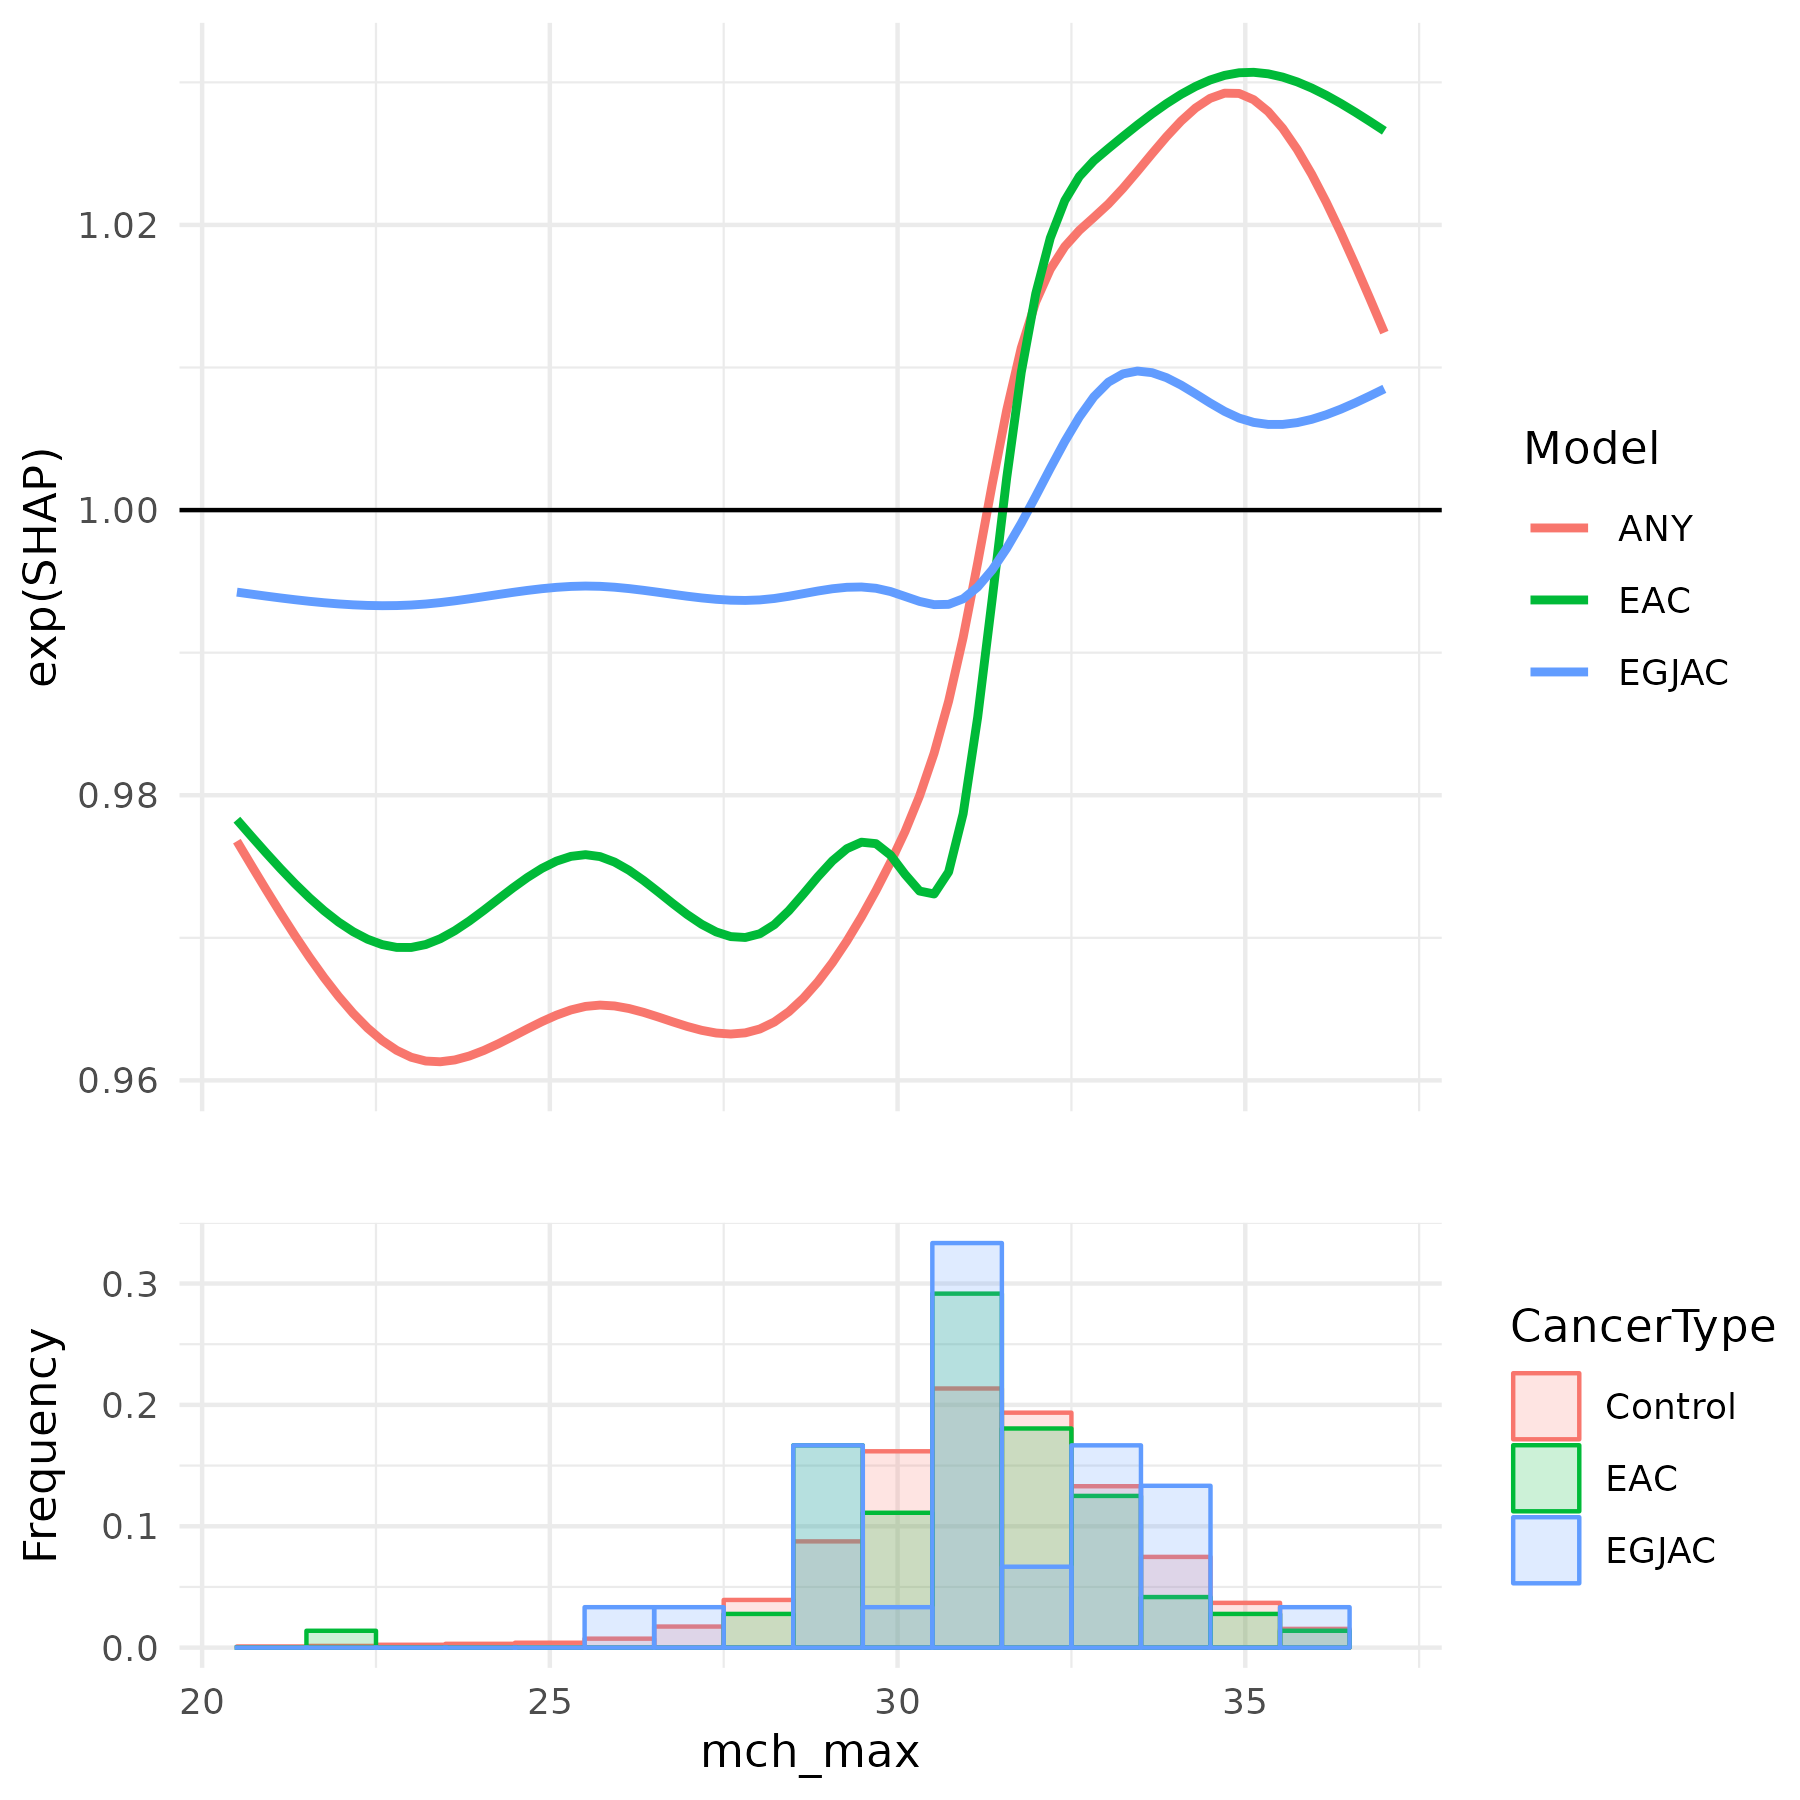 exp(SHAP)
1.02
1.00
0.98
0.96
Model
ANY
EAC
EGJAC
Frequency
0.3
0.2
0.1
0.0
20 25 30 35
mch_max
CancerType
Control
EAC
EGJAC